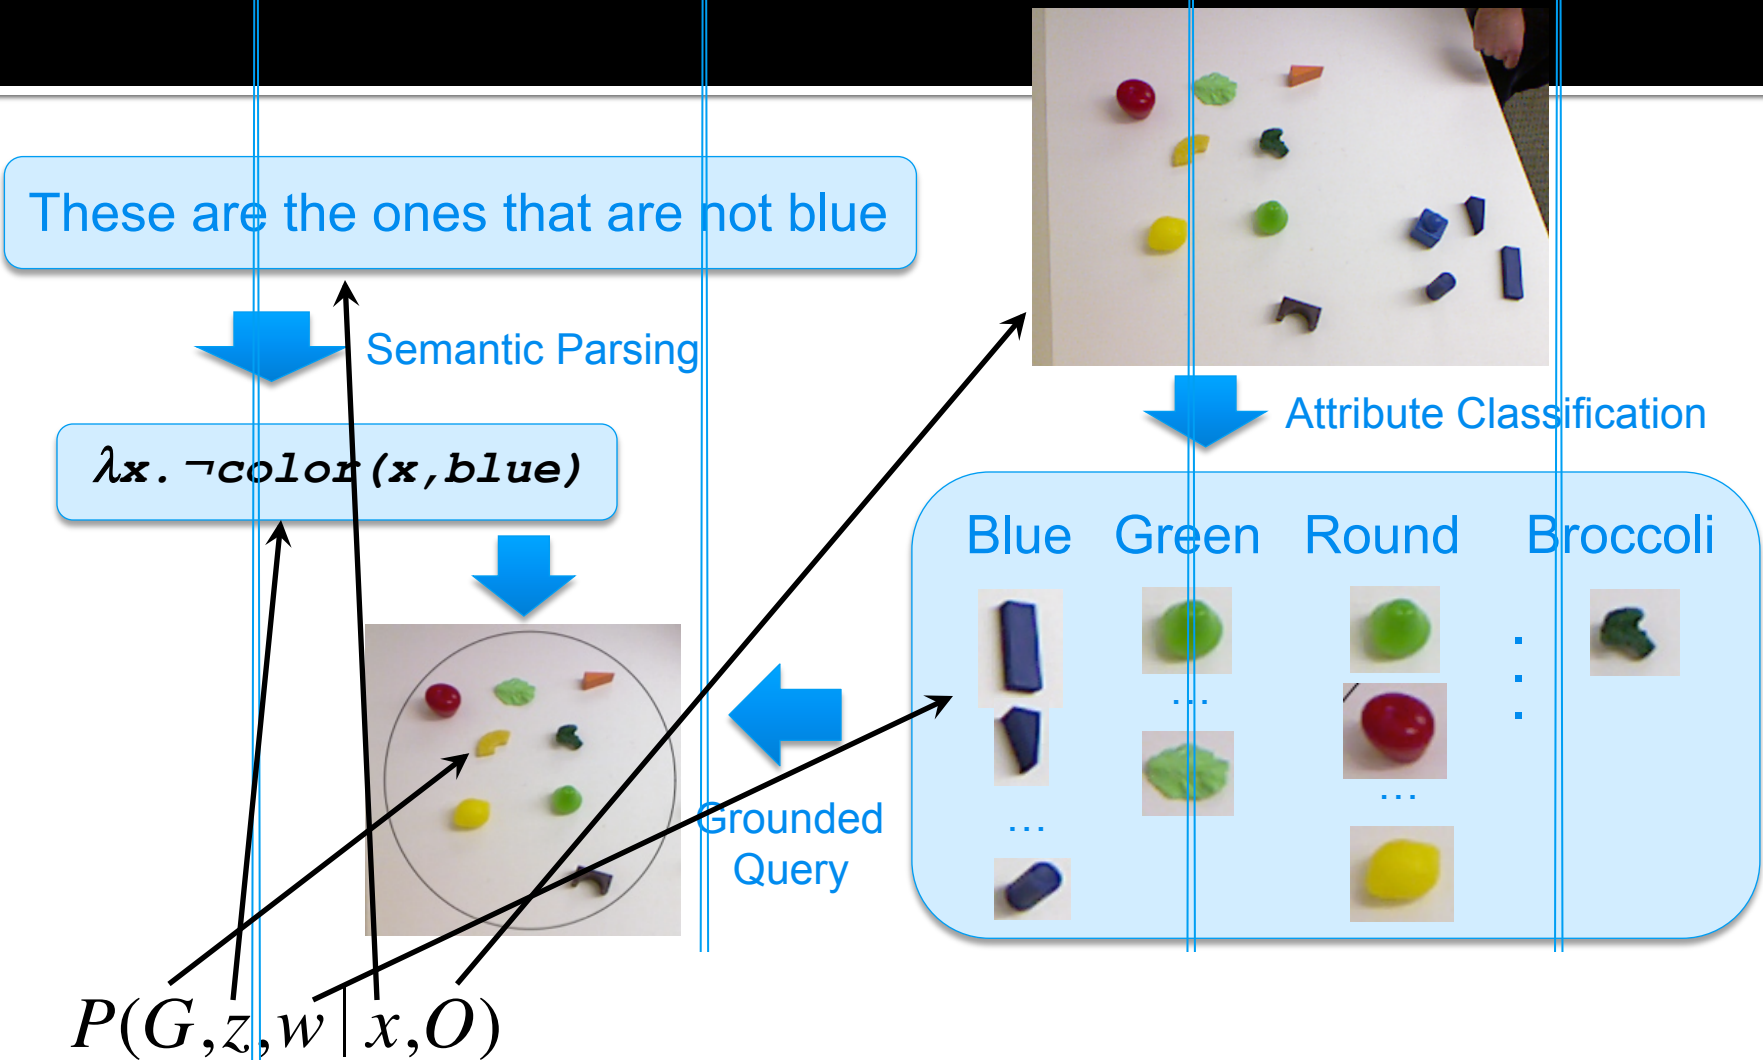 These are the ones that are not blue
Semantic Parsing
λx.¬color(x,blue)
Attribute Classification
Blue Green Round Broccoli
...
...
...
Grounded
Query
P(G,z,w|x,O)